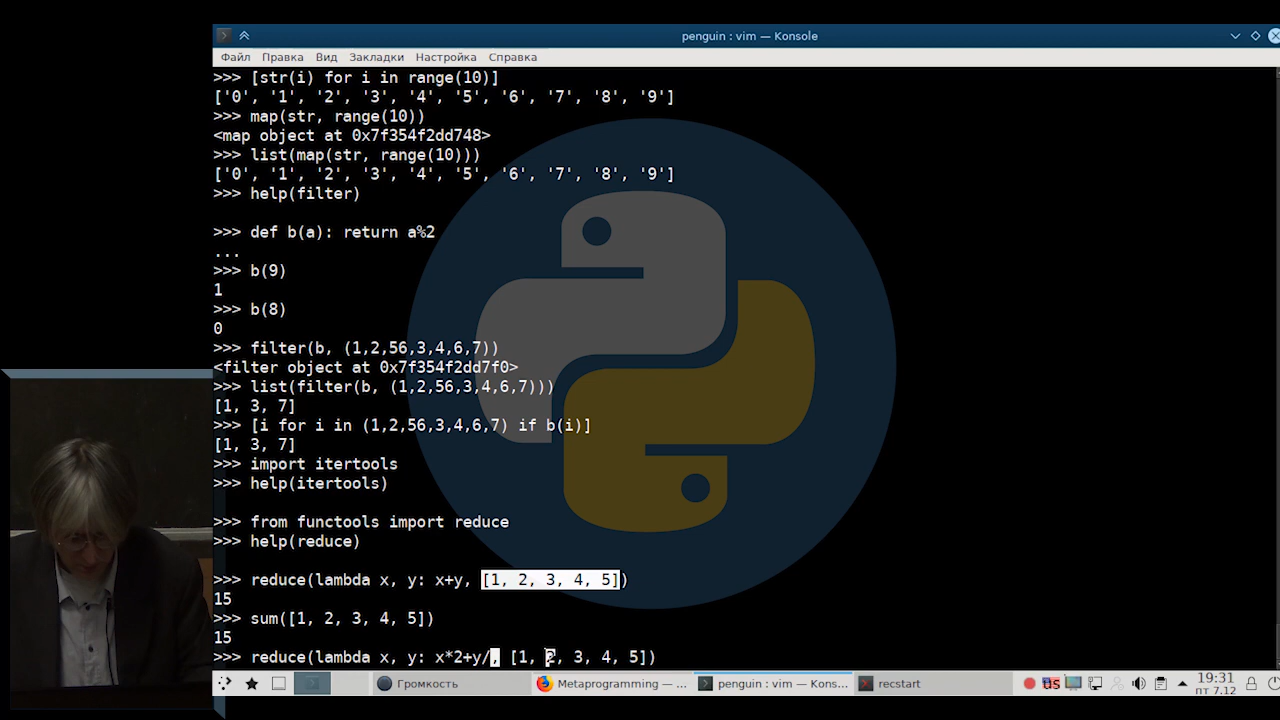 penguin : vim — Konsole
Файл Правка Вид Закладки Настройка Справка
>>> [str(i) for i in range(10)]
['0', '1', '2', '3', '4', '5', '6', '7', '8', '9']
>>> map(str, range(10))
<map object at 0x7f354f2dd748>
>>> list(map(str, range(10)))
['0', '1', '2', '3', '4', '5', '6', '7', '8', '9']
>>> help(filter)
>>> def b(a): return a%2
...
>>> b(9)
1
>>> b(8)
0
>>> filter(b, (1,2,56,3,4,6,7))
<filter object at 0x7f354f2dd7f0>
>>> list(filter(b, (1,2,56,3,4,6,7)))
[1, 3, 7]
>>> [i for i in (1,2,56,3,4,6,7) if b(i)]
[1, 3, 7]
>>> import itertools
>>> help(itertools)
>>> from functools import reduce
>>> help(reduce)
>>> reduce(lambda x, y: x+y, [1, 2, 3, 4, 5])
15
>>> sum([1, 2, 3, 4, 5])
15
>>> reduce(lambda x, y: x*2+y/, [1, 2, 3, 4, 5])
Громкость Metaprogramming — ... penguin : vim — Kons... recstart us 19:31
пт 7.12